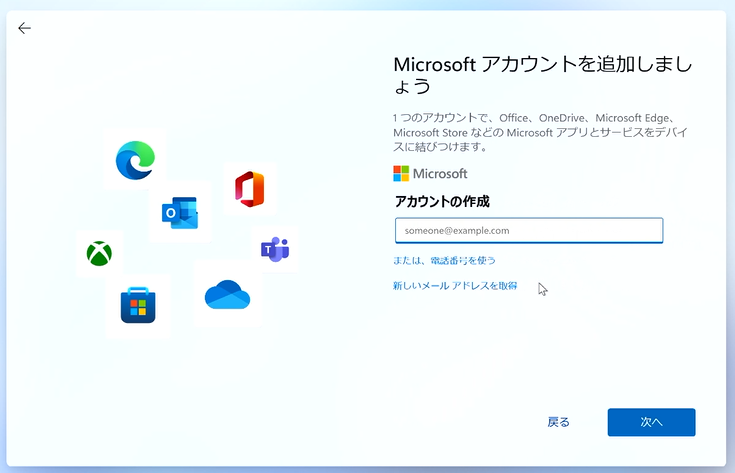 Microsoft アカウントを追加しまし
ょう
1 つのアカウントで、Office、OneDrive、Microsoft Edge、
Microsoft Store などの Microsoft アプリとサービスをデバイ
スに結びつけます。
Microsoft
アカウントの作成
someone@example.com
または、電話番号を使う
新しいメール アドレスを取得
戻る
次へ